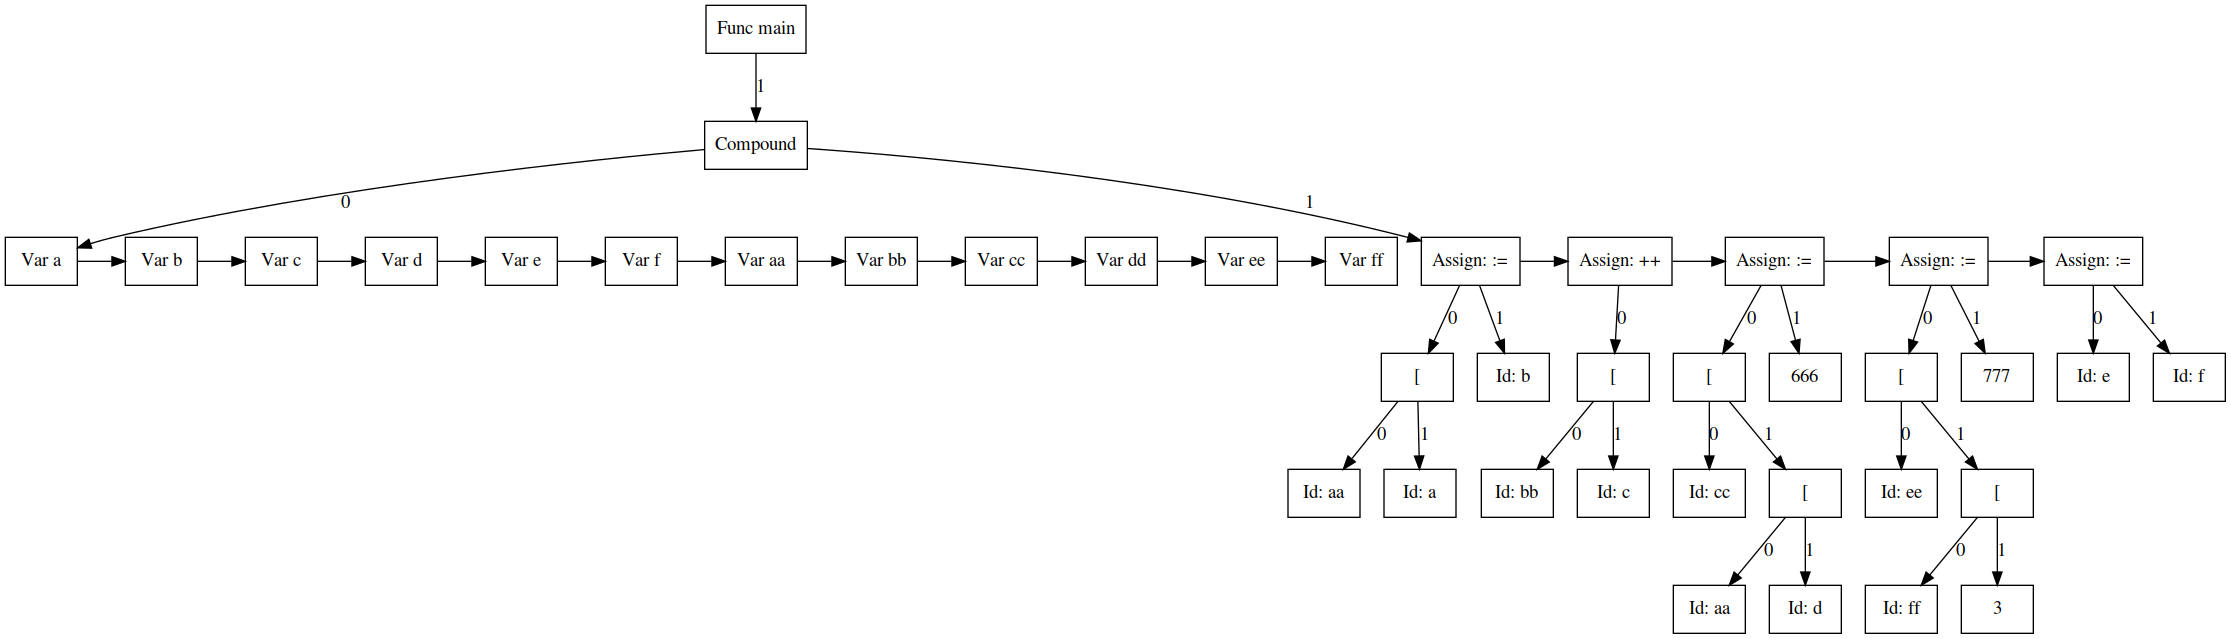 Func main
1
Compound
0
1
Var a
Var b
Var c
Var d
Var e
Var f
Var aa
Var bb
Var cc
Var dd
Var ee
Var ff
Assign: :=
Assign: ++
Assign: :=
Assign: :=
Assign: :=
0
1
0
0
1
0
1
0
1
[
Id: b
[
[
666
[
777
Id: e
Id: f
0
1
0
1
0
1
0
1
Id: aa
Id: a
Id: bb
Id: c
Id: cc
[
Id: ee
[
0
1
0
1
Id: aa
Id: d
Id: ff
3